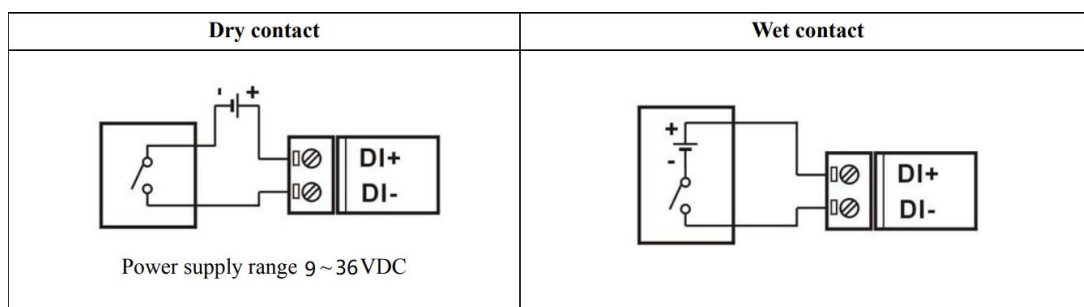 Dry contact
Wet contact
- +
DI+
DI-
Power supply range 9~36VDC
+
-
DI+
DI-